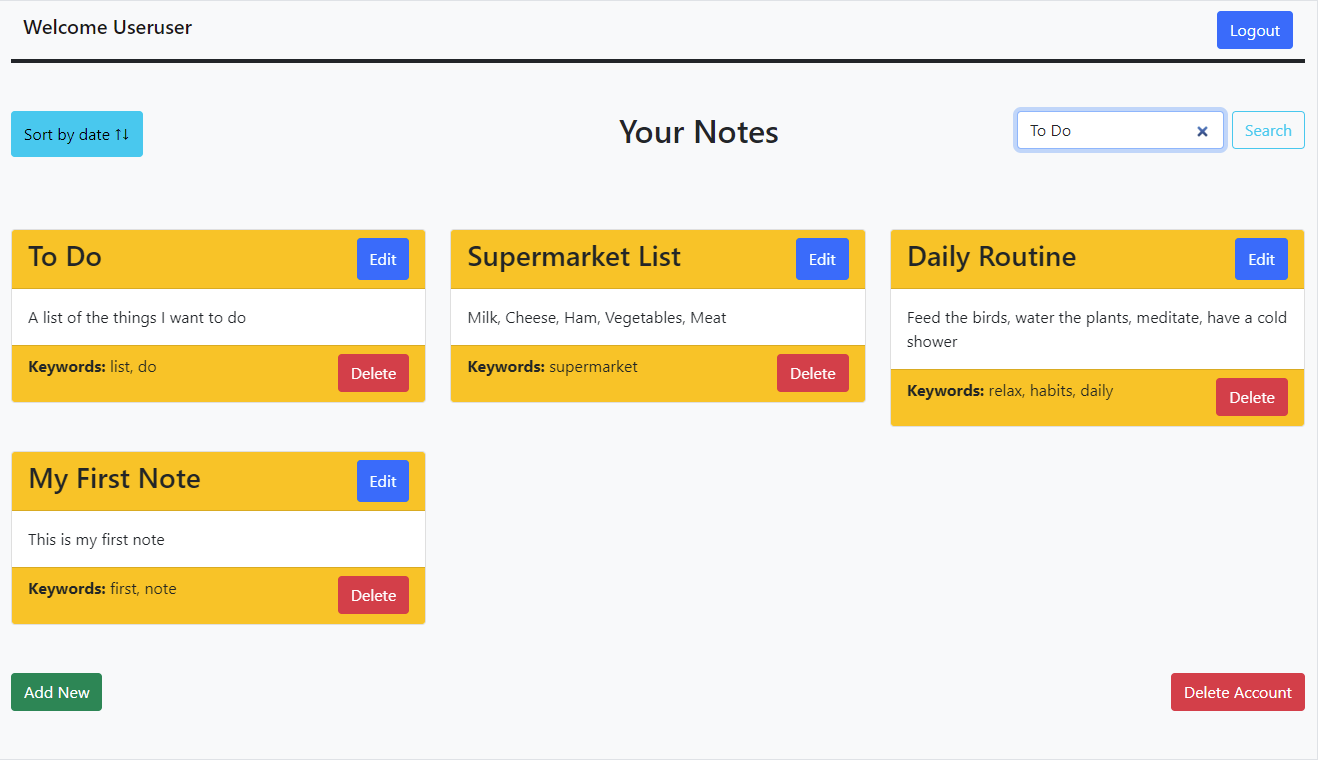 Welcome Useruser
Logout
Sort by date ↑↓
Your Notes
To Do
Search
To Do
Edit
A list of the things I want to do
Keywords: list, do
Delete
Supermarket List
Edit
Milk, Cheese, Ham, Vegetables, Meat
Keywords: supermarket
Delete
Daily Routine
Edit
Feed the birds, water the plants, meditate, have a cold
shower
Keywords: relax, habits, daily
Delete
My First Note
Edit
This is my first note
Keywords: first, note
Delete
Add New
Delete Account